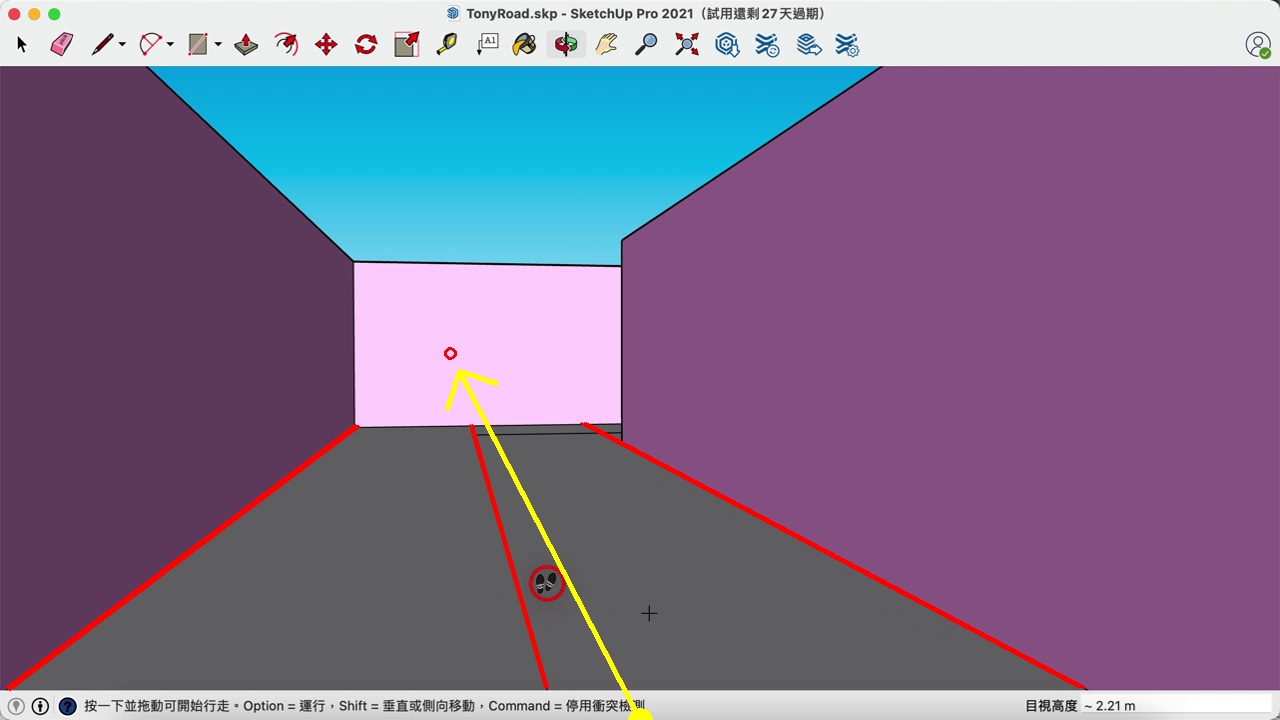 TonyRoad.skp - SketchUp Pro 2021（試用還剩 27 天過期）
A1
按一下並拖動可開始行走。Option = 運行，Shift = 垂直或側向移動，Command = 停用衝突檢測
目視高度 ~ 2.21 m